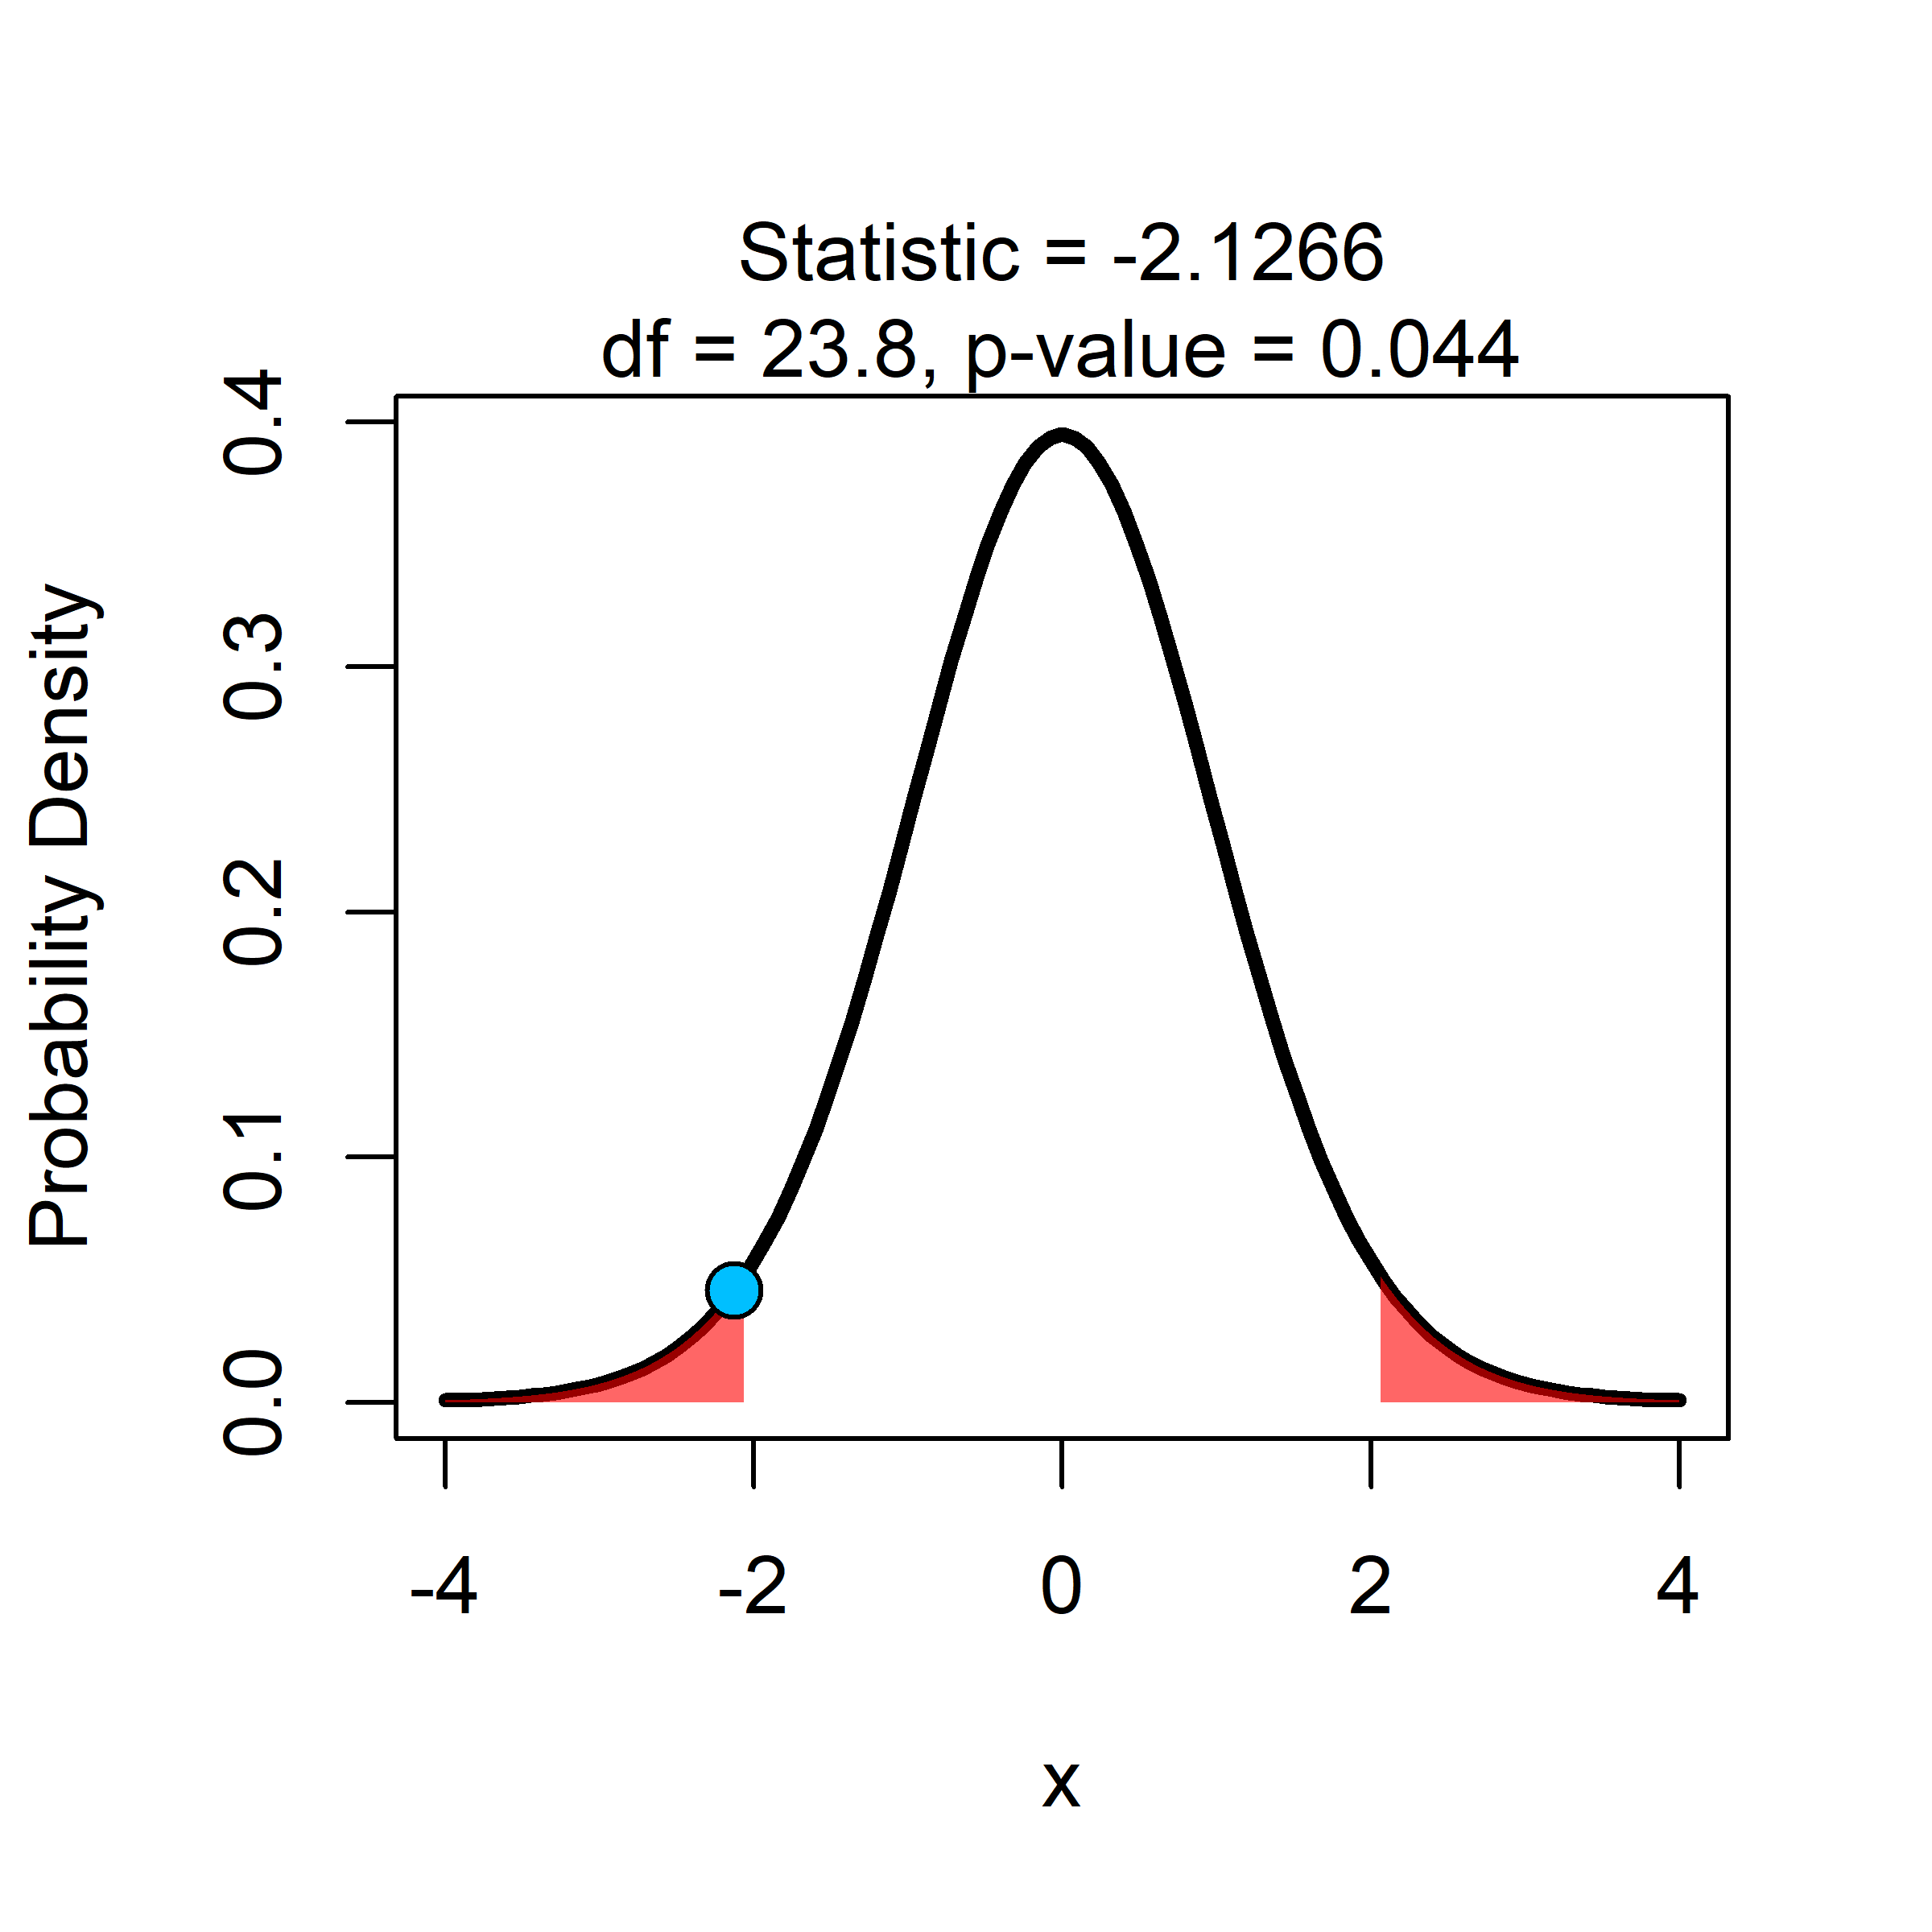 Statistic = -2.1266
df = 23.8, p-value = 0.044
Probability Density
0.4
0.3
0.2
0.1
0.0
-4 -2 0 2 4
x